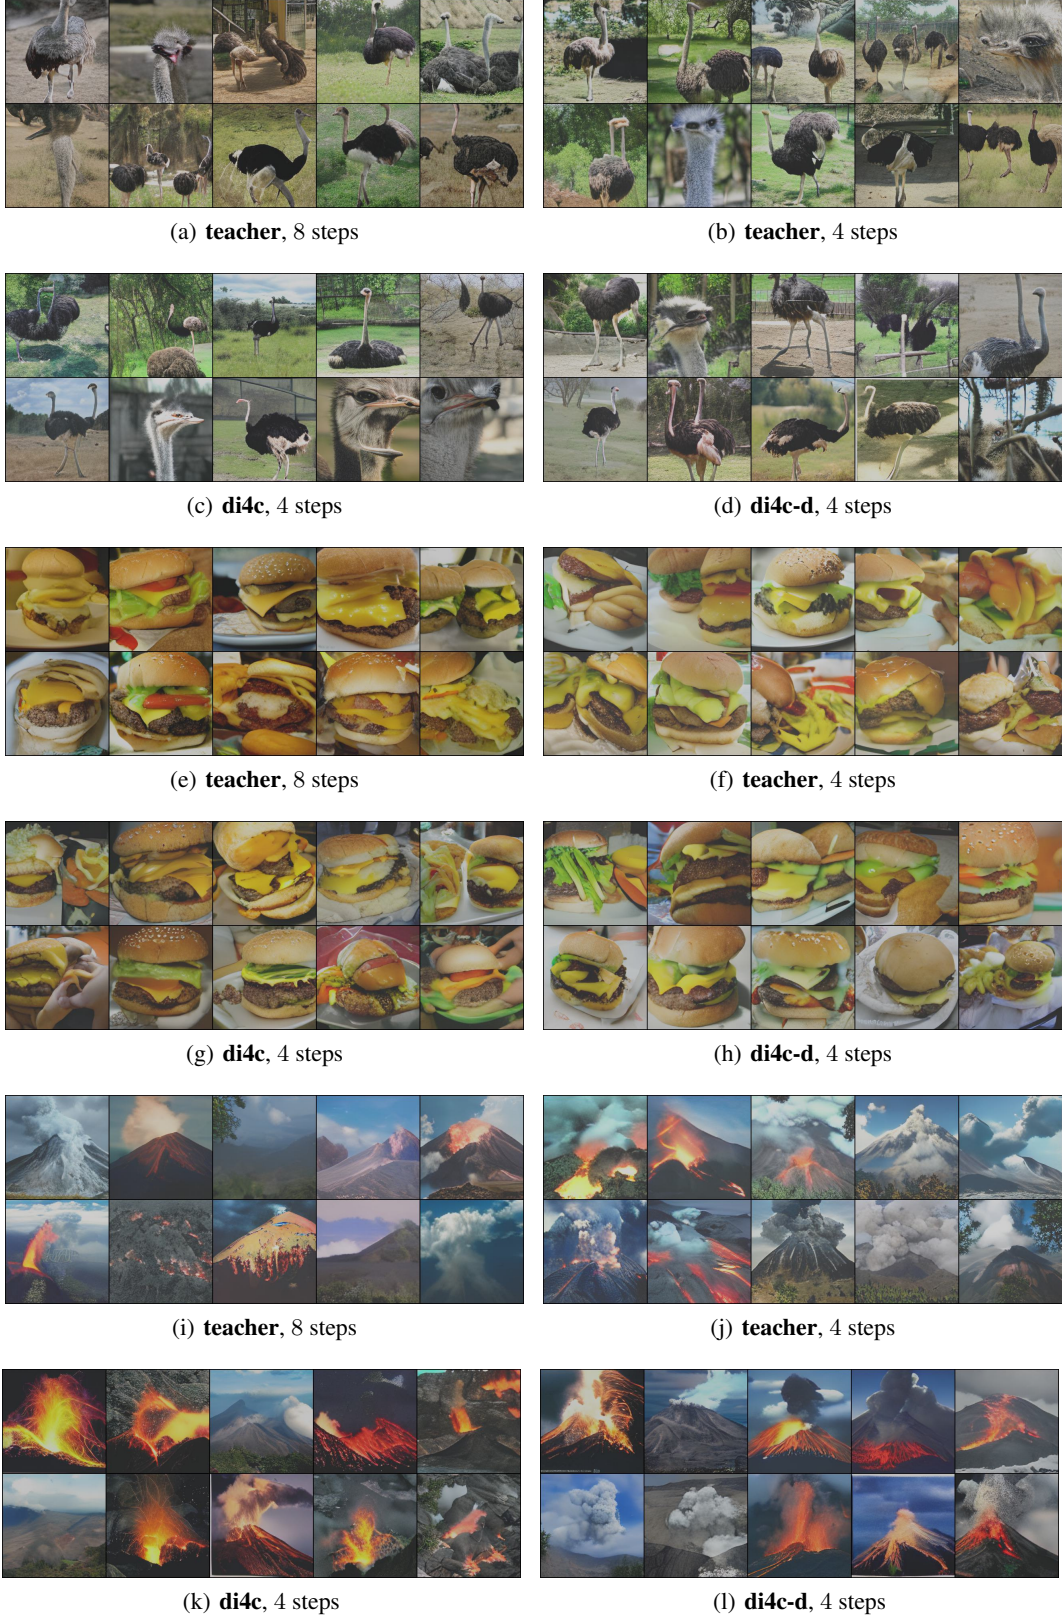 (a) teacher, 8 steps
(b) teacher, 4 steps
(c) di4c, 4 steps
(d) di4c-d, 4 steps
(e) teacher, 8 steps
(f) teacher, 4 steps
(g) di4c, 4 steps
(h) di4c-d, 4 steps
(i) teacher, 8 steps
(j) teacher, 4 steps
(k) di4c, 4 steps
(l) di4c-d, 4 steps